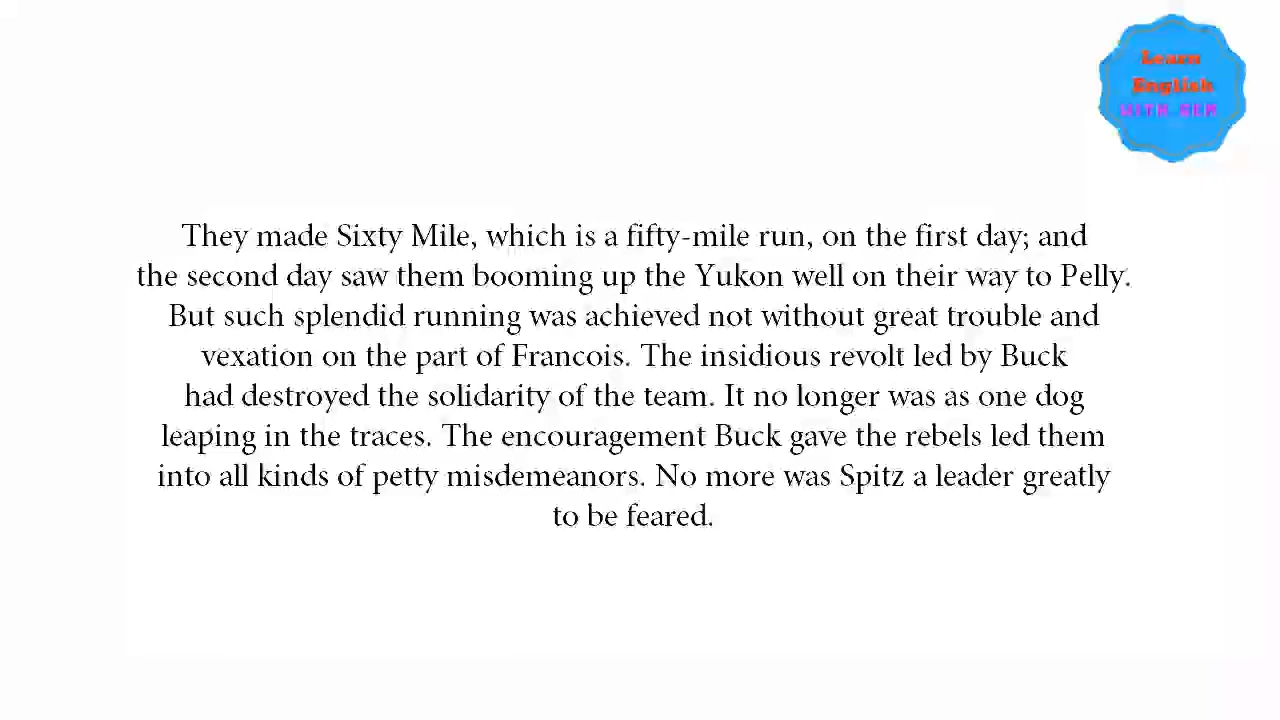 Learn
English
WITH GEM
They made Sixty Mile, which is a fifty-mile run, on the first day; and
the second day saw them booming up the Yukon well on their way to Pelly.
But such splendid running was achieved not without great trouble and
vexation on the part of Francois. The insidious revolt led by Buck
had destroyed the solidarity of the team. It no longer was as one dog
leaping in the traces. The encouragement Buck gave the rebels led them
into all kinds of petty misdemeanors. No more was Spitz a leader greatly
to be feared.